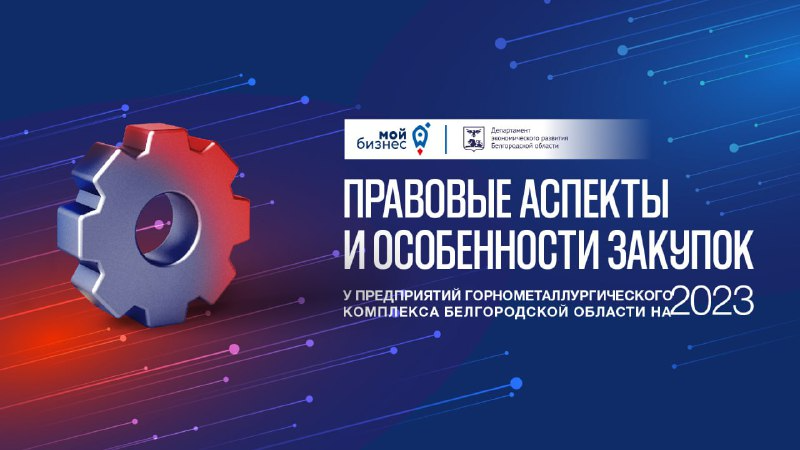 мой
бизнес
Департамент
экономического развития
Белгородской области
ПРАВОВЫЕ АСПЕКТЫ
И ОСОБЕННОСТИ ЗАКУПОК
У ПРЕДПРИЯТИЙ ГОРНОМЕТАЛЛУРГИЧЕСКОГО
КОМПЛЕКСА БЕЛГОРОДСКОЙ ОБЛАСТИ НА 2023